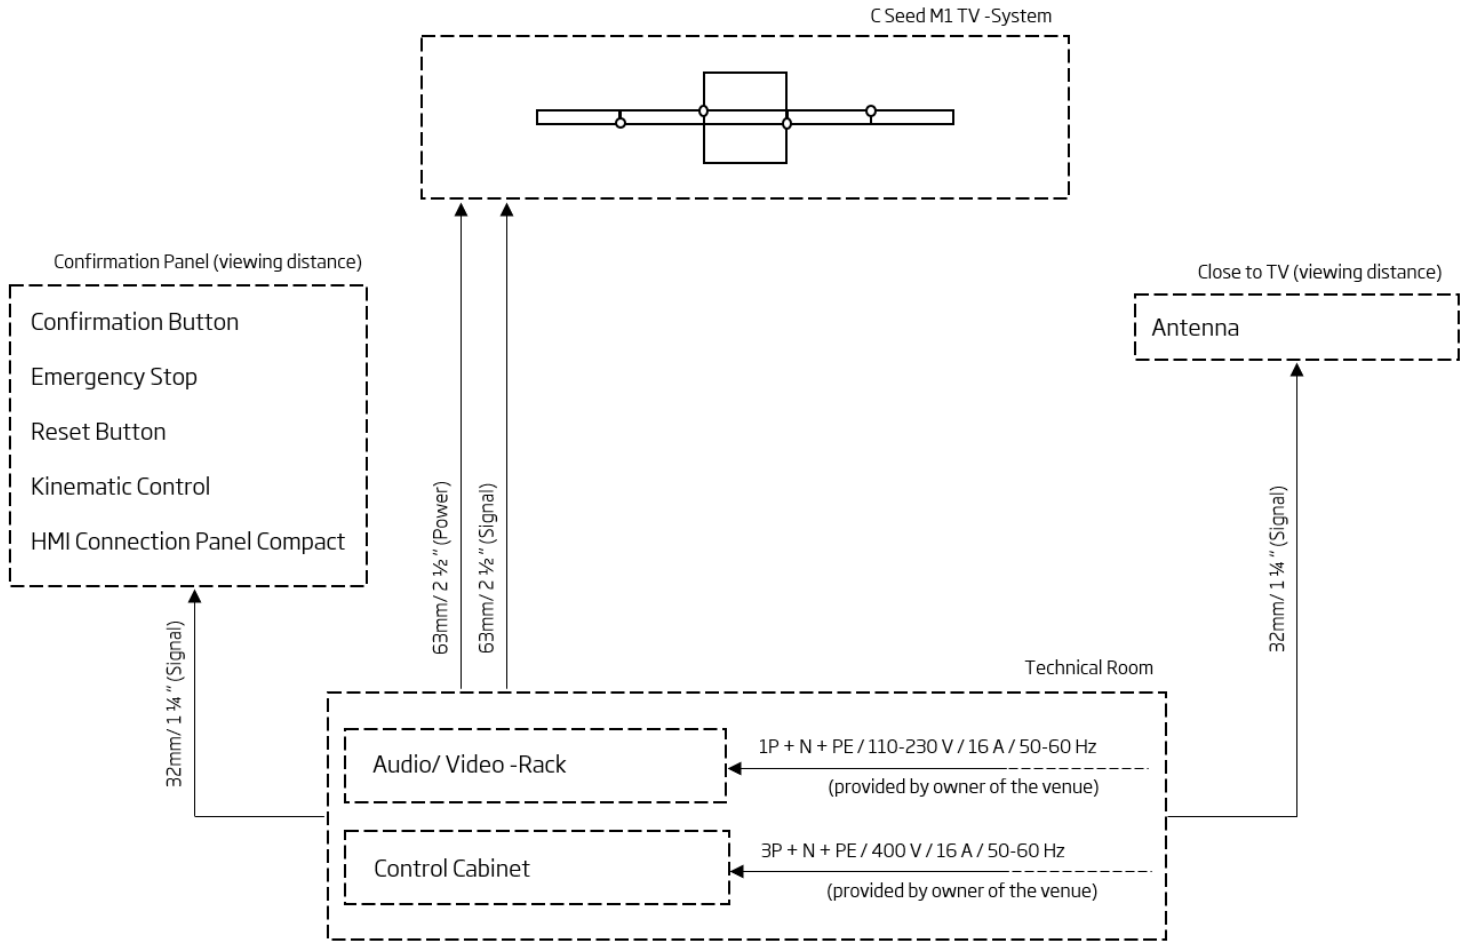 C Seed M1 TV -System
Confirmation Panel (viewing distance)
Confirmation Button
Emergency Stop
Reset Button
Kinematic Control
HMI Connection Panel Compact
Close to TV (viewing distance)
Antenna
63mm/ 2 ½ “ (Power)
63mm/ 2 ½ “ (Signal)
32mm/ 1 ¼ “ (Signal)
32mm/ 1 ¼ “ (Signal)
Technical Room
Audio/ Video -Rack
1P + N + PE / 110-230 V / 16 A / 50-60 Hz
(provided by owner of the venue)
Control Cabinet
3P + N + PE / 400 V / 16 A / 50-60 Hz
(provided by owner of the venue)